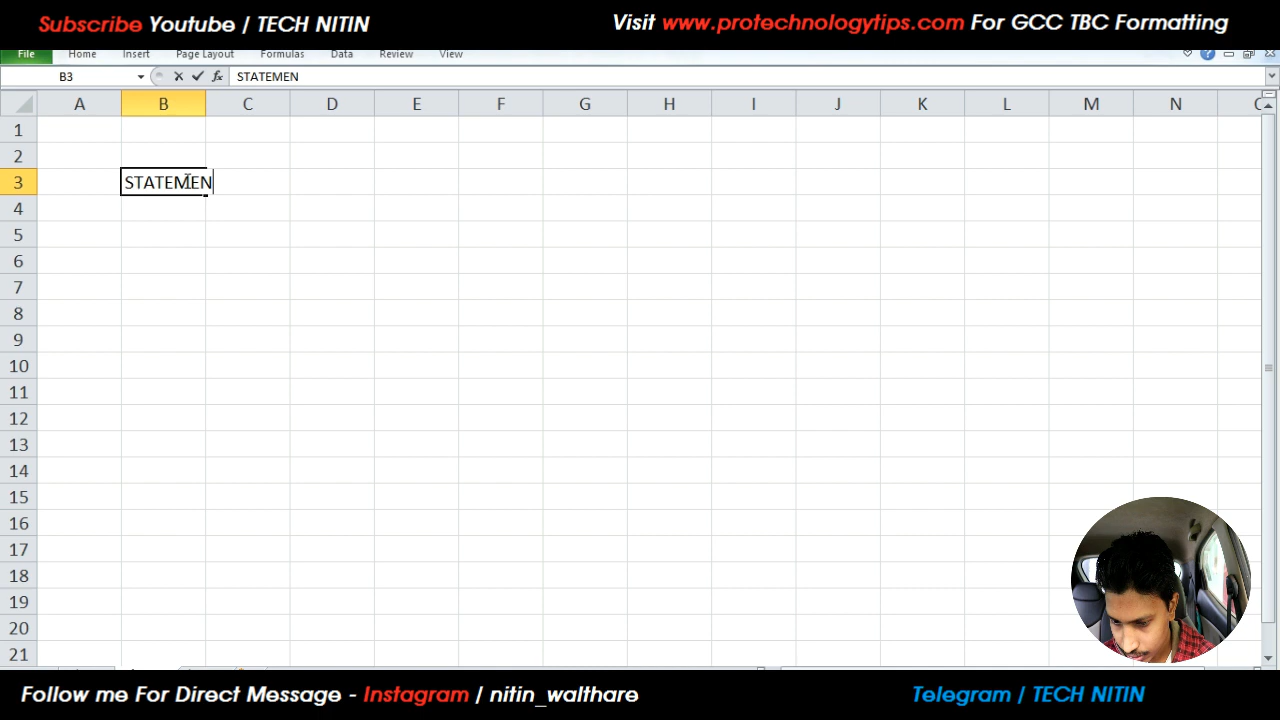 Subscribe Youtube / TECH NITIN
Visit www.protechnologytips.com For GCC TBC Formatting
File Home Insert Page Layout Formulas Data Review View
B3 fx STATEMEN
A B C D E F G H I J K L M N
1
2
3 STATEMEN
4
5
6
7
8
9
10
11
12
13
14
15
16
17
18
19
20
21
Follow me For Direct Message - Instagram / nitin_walthare
Telegram / TECH NITIN